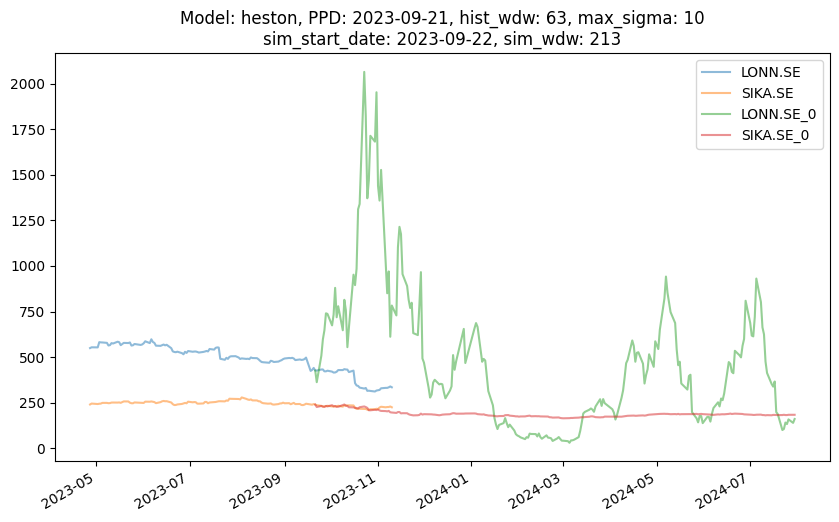 Model: heston, PPD: 2023-09-21, hist_wdw: 63, max_sigma: 10
sim_start_date: 2023-09-22, sim_wdw: 213
LONN.SE
SIKA.SE
LONN.SE_0
SIKA.SE_0
2000
1750
1500
1250
1000
750
500
250
0
2023-05
2023-07
2023-09
2023-11
2024-01
2024-03
2024-05
2024-07